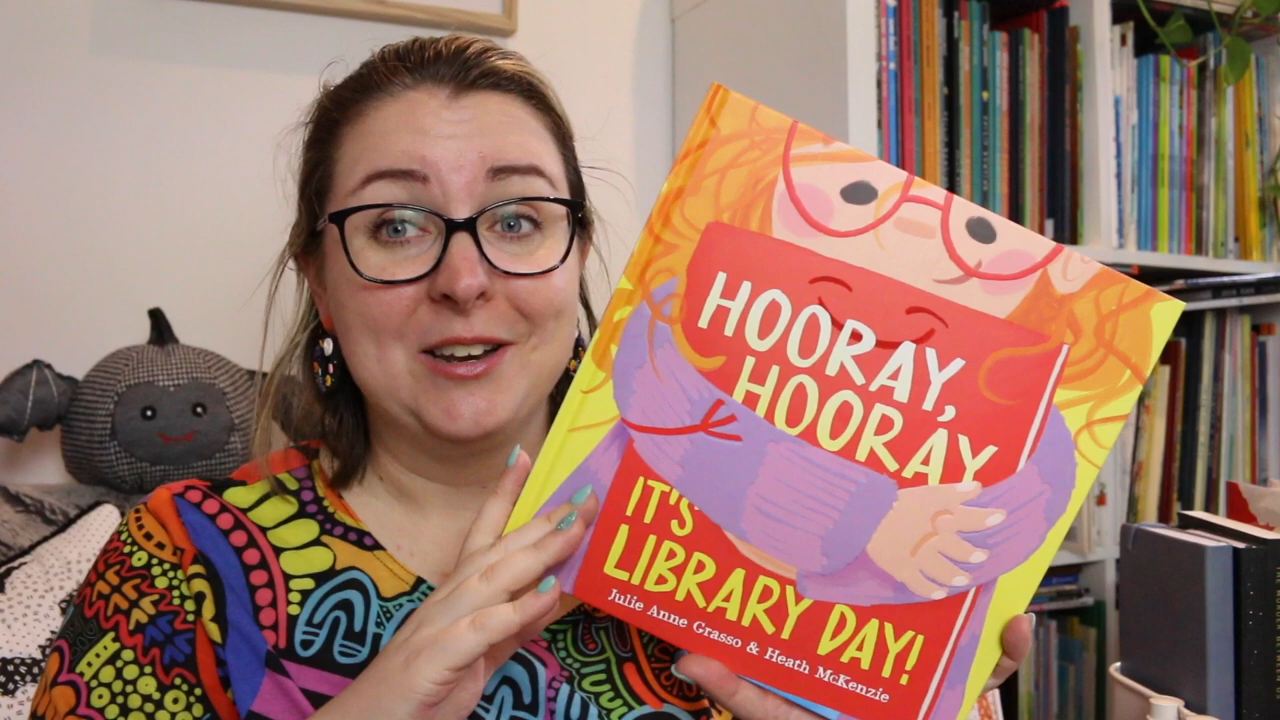 HOORAY,
HOORAY
IT'S
LIBRARY DAY!
Julie Anne Grasso & Heath McKenzie